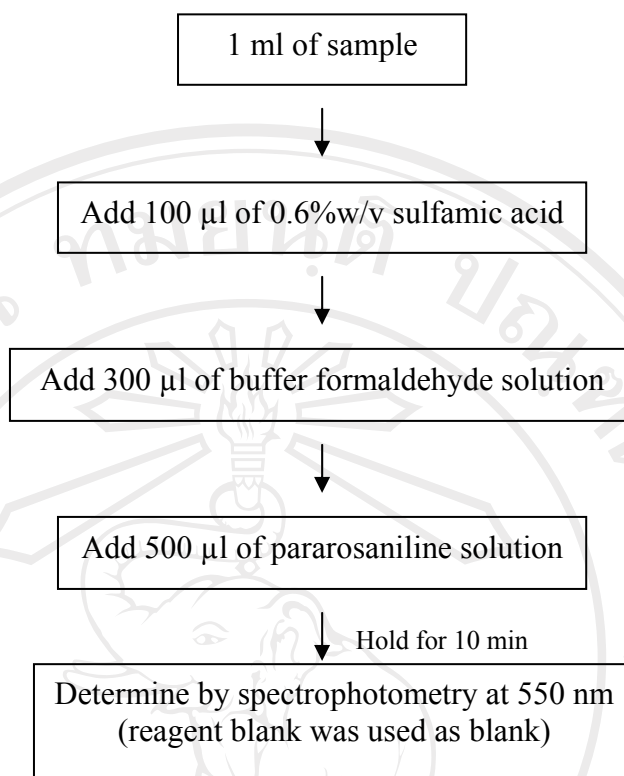 1 ml of sample
Add 100 µl of 0.6%w/v sulfamic acid
Add 300 µl of buffer formaldehyde solution
Add 500 µl of pararosaniline solution
Hold for 10 min
Determine by spectrophotometry at 550 nm
(reagent blank was used as blank)